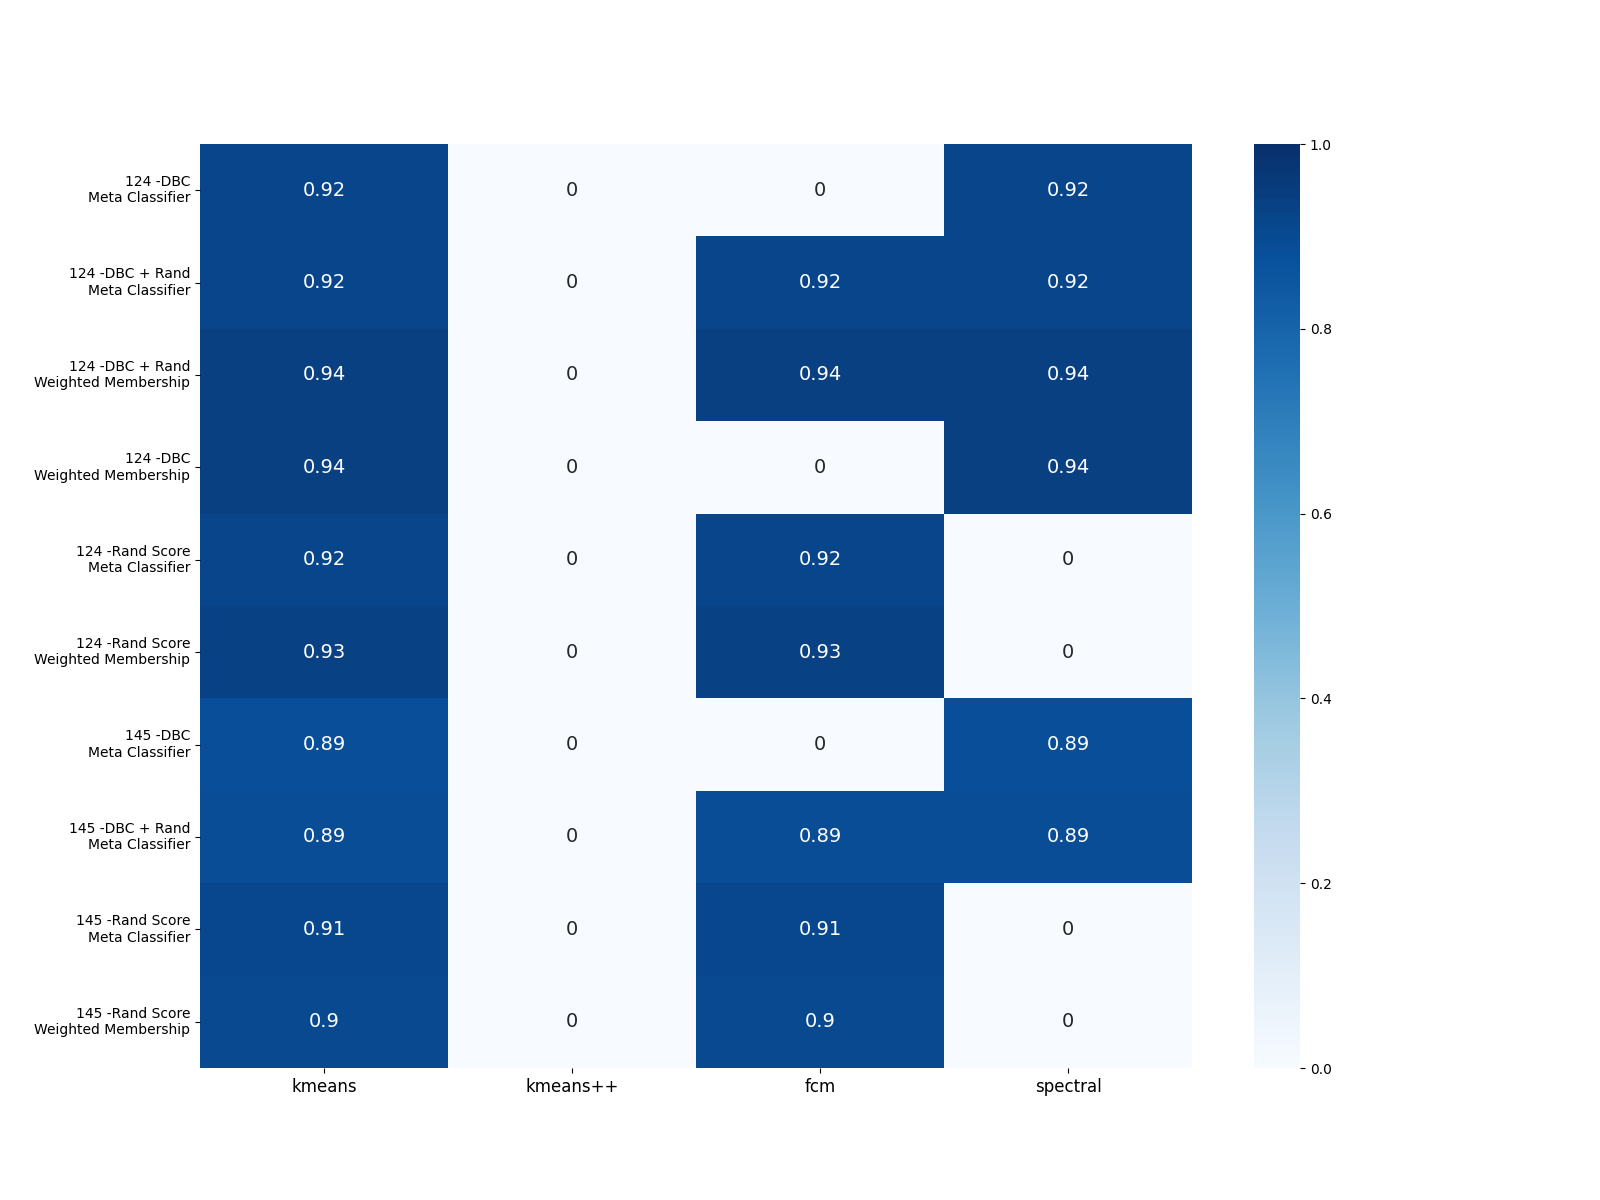 124 -DBC
Meta Classifier
0.92 0 0 0.92
124 -DBC + Rand
Meta Classifier
0.92 0 0.92 0.92
124 -DBC + Rand
Weighted Membership
0.94 0 0.94 0.94
124 -DBC
Weighted Membership
0.94 0 0 0.94
124 -Rand Score
Meta Classifier
0.92 0 0.92 0
124 -Rand Score
Weighted Membership
0.93 0 0.93 0
145 -DBC
Meta Classifier
0.89 0 0 0.89
145 -DBC + Rand
Meta Classifier
0.89 0 0.89 0.89
145 -Rand Score
Meta Classifier
0.91 0 0.91 0
145 -Rand Score
Weighted Membership
0.9 0 0.9 0
kmeans kmeans++ fcm spectral
1.0
0.8
0.6
0.4
0.2
0.0